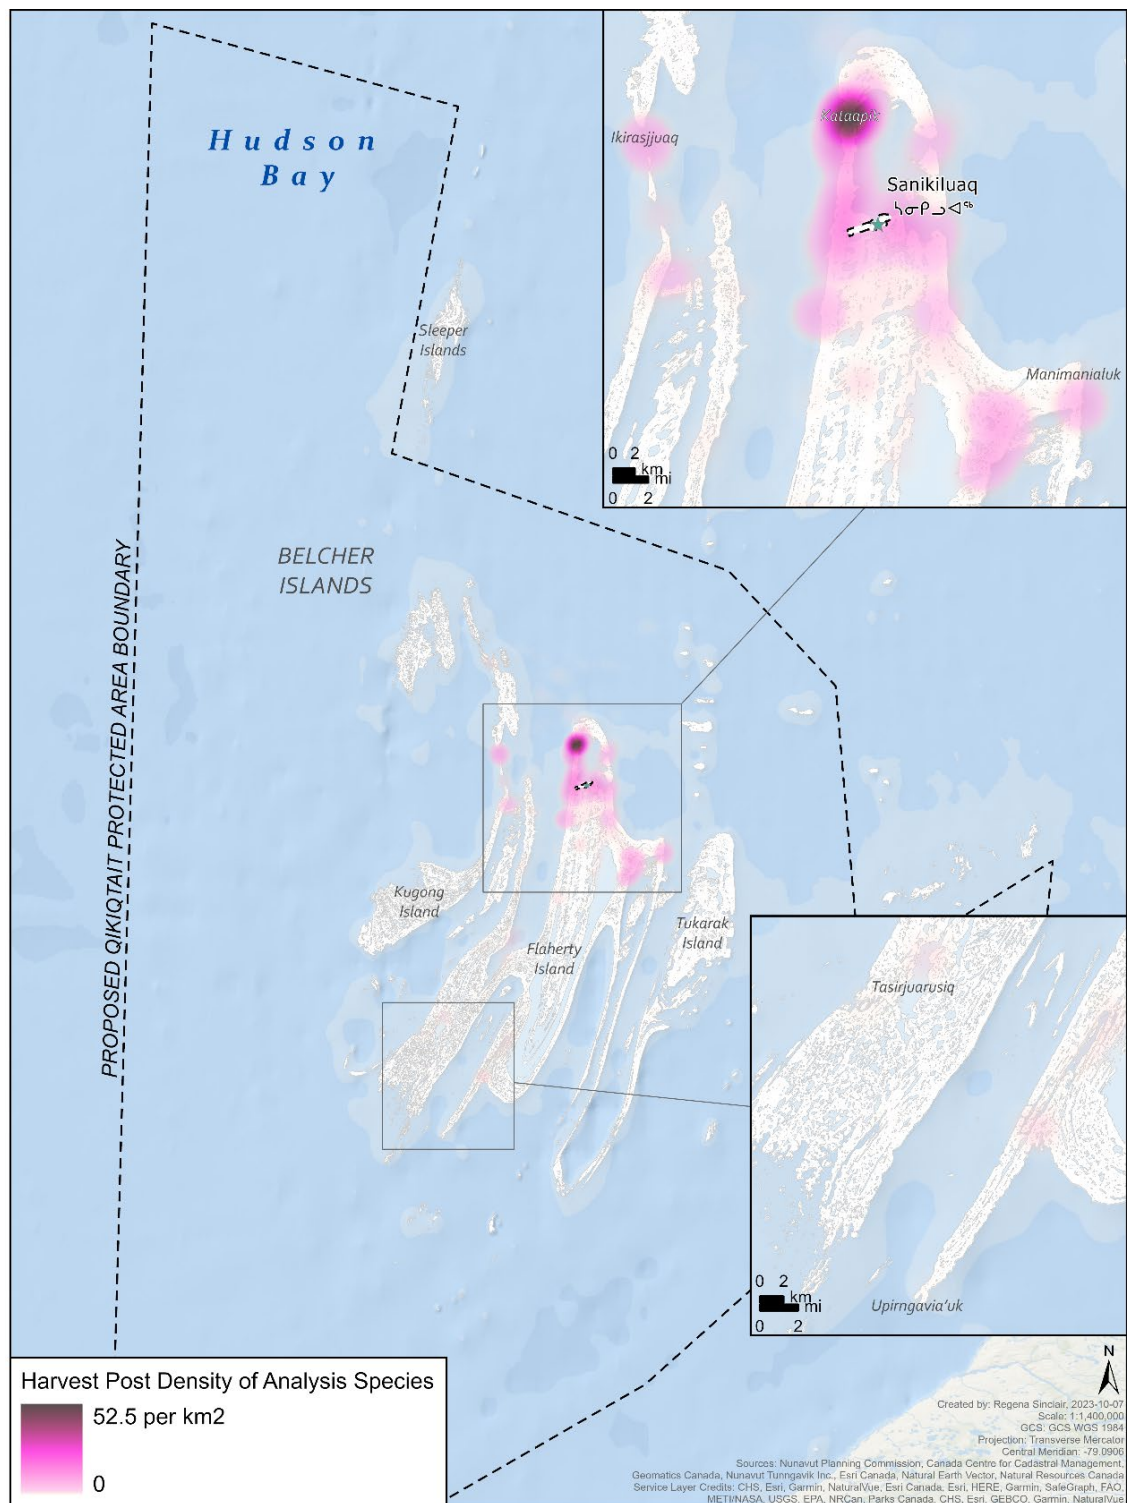 Hudson
Bay
Ikirasjjuaq
Kataapik
Sanikiluaq
ᓴᓂᑭᓗᐊᖅ
Manimanialuk
0 2
km
mi
0 2
Sleeper
Islands
BELCHER
ISLANDS
PROPOSED QIKIQTAIT PROTECTED AREA BOUNDARY
Kugong
Island
Flaherty
Island
Tukarak
Island
Tasirjuarusiq
0 2
km
mi
0 2
Upirngavia'uk
N
Harvest Post Density of Analysis Species
52.5 per km2
0
Created by: Regena Sinclair, 2023-10-07
Scale: 1:1,400,000
GCS: GCS WGS 1984
Projection: Transverse Mercator
Central Meridian: -79.0906
Sources: Nunavut Planning Commission, Canada Centre for Cadastral Management,
Geomatics Canada, Nunavut Tunngavik Inc., Esri Canada, Natural Earth Vector, Natural Resources Canada
Service Layer Credits: CHS, Esri, Garmin, NaturalVue, Esri Canada, Esri, HERE, Garmin, SafeGraph, FAO,
METI/NASA, USGS, EPA, NRCan, Parks Canada, CHS, Esri, GEBCO, Garmin, NaturalVue